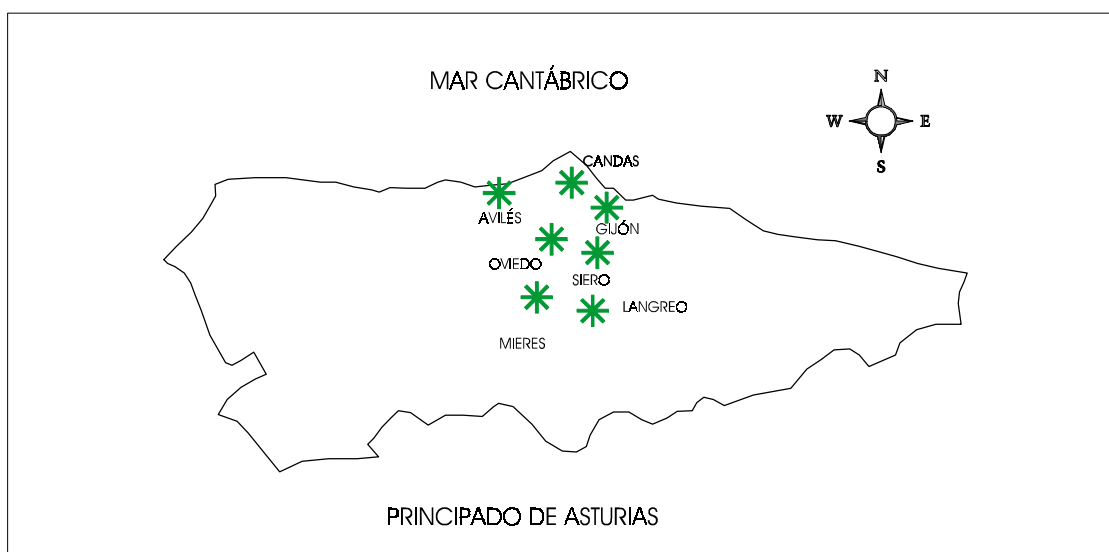 MAR CANTÁBRICO
N
W E
S
CANDAS
AVILÉS
GIJÓN
OVIEDO
SIERO
LANGREO
MIERES
PRINCIPADO DE ASTURIAS